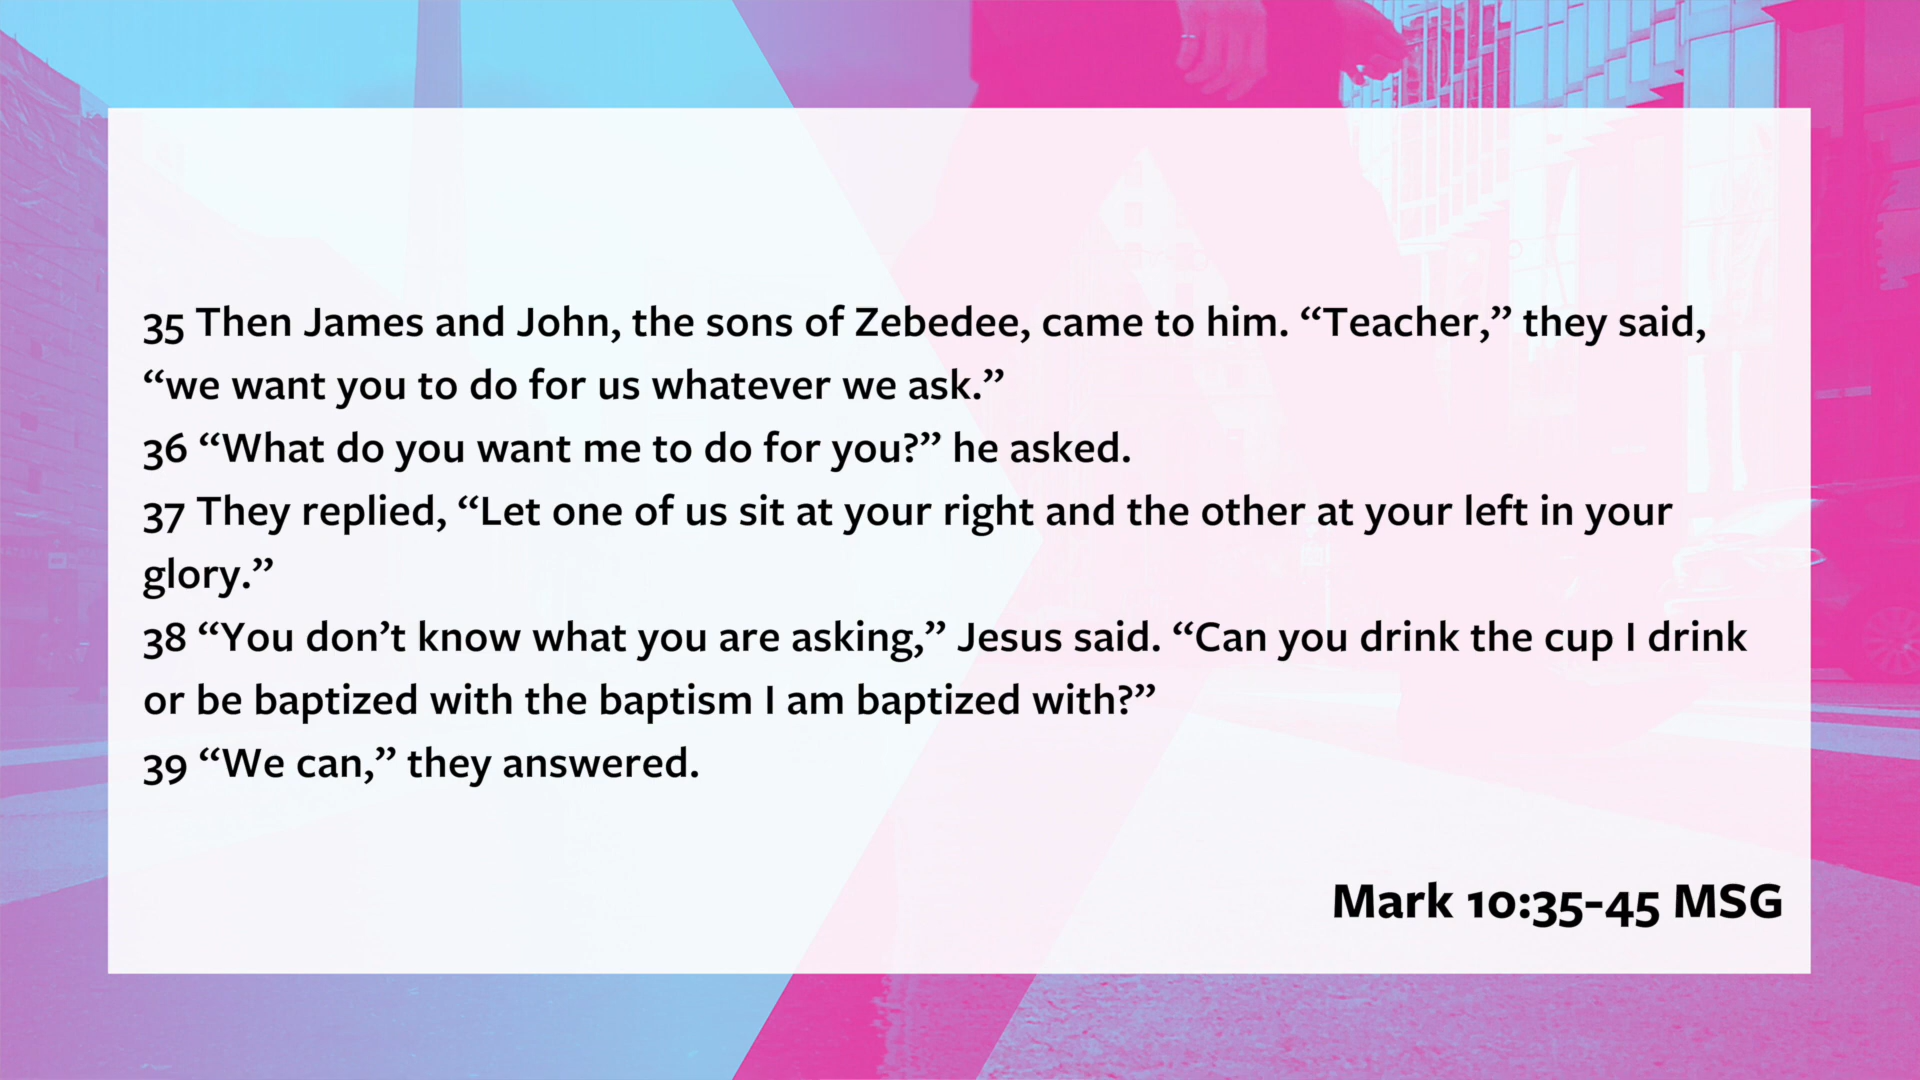 35 Then James and John, the sons of Zebedee, came to him. “Teacher,” they said,
“we want you to do for us whatever we ask.”
36 “What do you want me to do for you?” he asked.
37 They replied, “Let one of us sit at your right and the other at your left in your
glory.”
38 “You don’t know what you are asking,” Jesus said. “Can you drink the cup I drink
or be baptized with the baptism I am baptized with?”
39 “We can,” they answered.
Mark 10:35-45 MSG